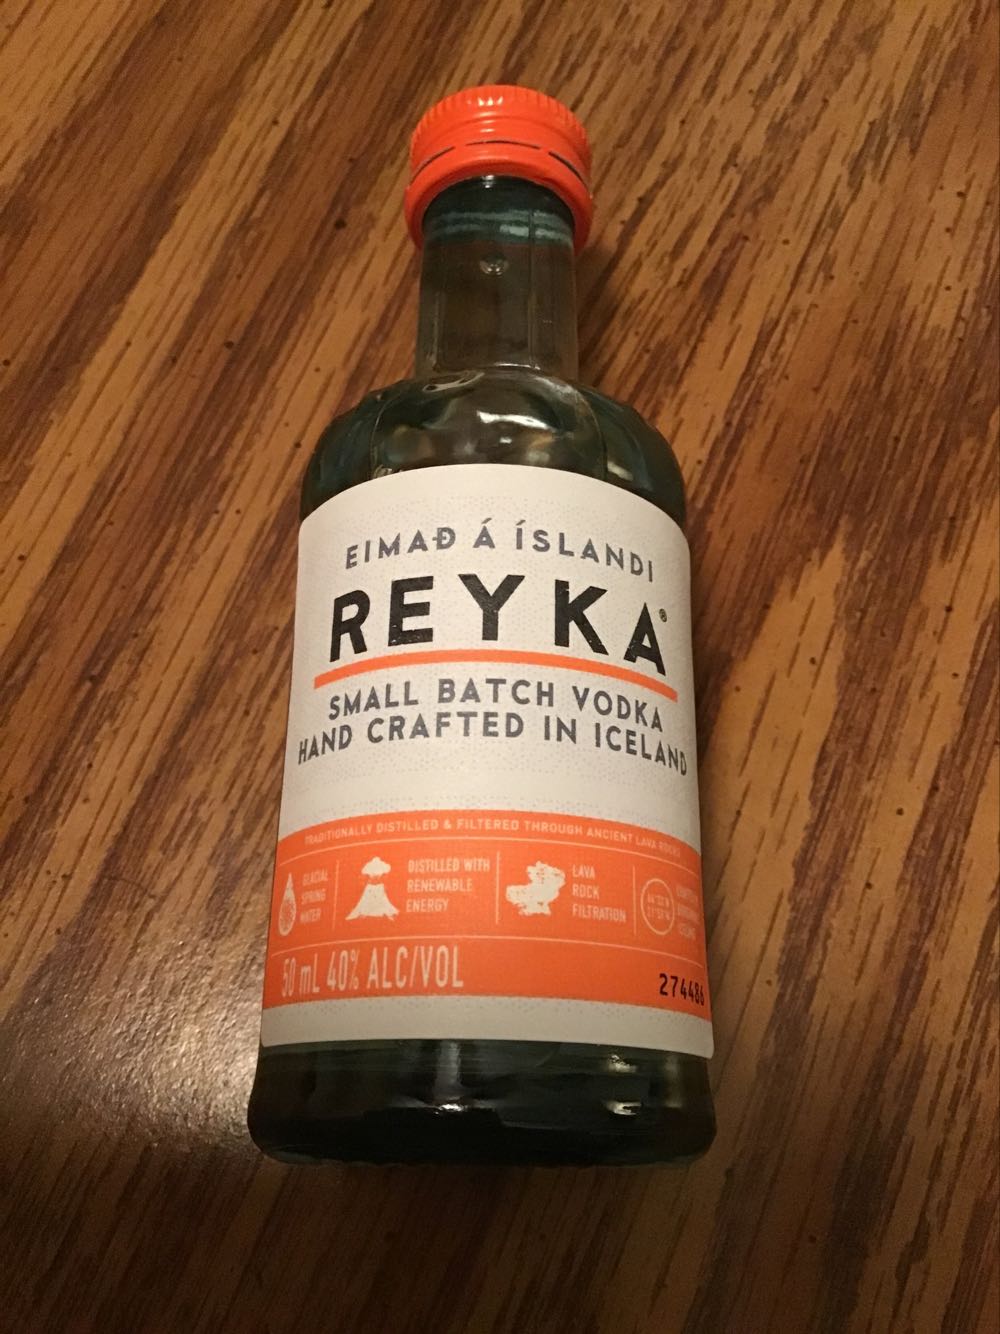 EIMAÐ Á ÍSLANDI
REYKA®
SMALL BATCH VODKA
HAND CRAFTED IN ICELAND
TRADITIONALLY DISTILLED & FILTERED THROUGH ANCIENT LAVA ROCKS
GLACIAL
SPRING
WATER
DISTILLED WITH
RENEWABLE
ENERGY
LAVA
ROCK
FILTRATION
50 mL 40% ALC/VOL
274486